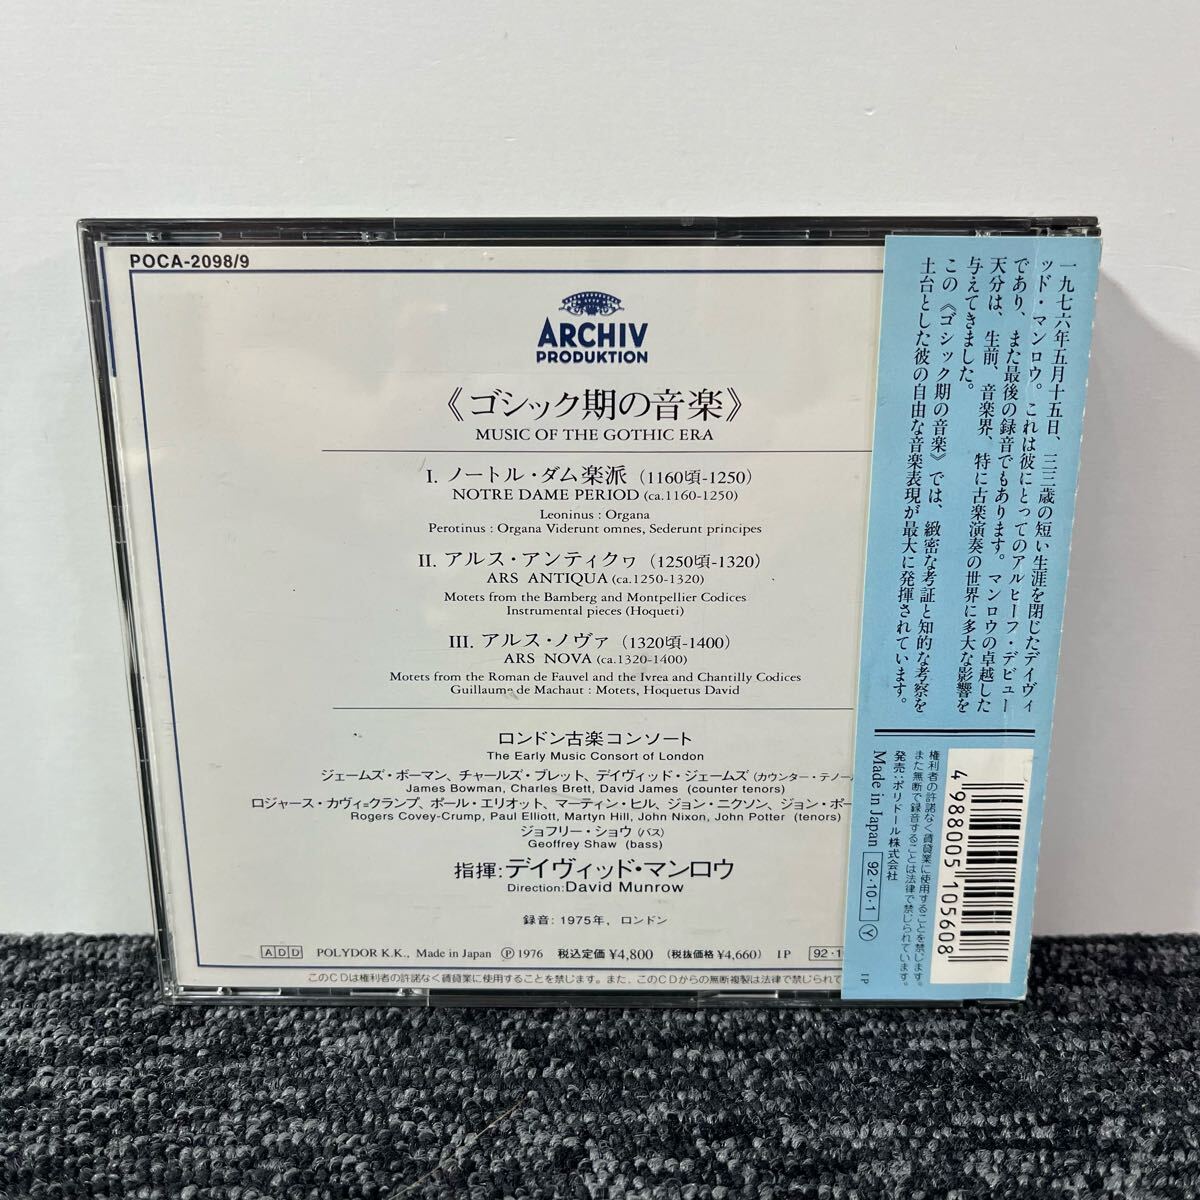 POCA-2098/9
ARCHIV
PRODUKTION
《ゴシック期の音楽》
MUSIC OF THE GOTHIC ERA
I. ノートル・ダム楽派 (1160頃-1250)
NOTRE DAME PERIOD (ca.1160-1250)
Leoninus : Organa
Perotinus : Organa Viderunt omnes, Sederunt principes
II. アルス・アンティクヮ (1250頃-1320)
ARS ANTIQUA (ca.1250-1320)
Motets from the Bamberg and Montpellier Codices
Instrumental pieces (Hoqueti)
III. アルス・ノヴァ (1320頃-1400)
ARS NOVA (ca.1320-1400)
Motets from the Roman de Fauvel and the Ivrea and Chantilly Codices
Guillaume de Machaut : Motets, Hoquetus David
ロンドン古楽コンソート
The Early Music Consort of London
ジェームズ・ボーマン、チャールズ・ブレット、デイヴィッド・ジェームズ (カウンター・テノール
James Bowman, Charles Brett, David James (counter tenors)
ロジャース・カヴィ=クランプ、ポール・エリオット、マーティン・ヒル、ジョン・ニクソン、ジョン・ポー
Rogers Covey-Crump, Paul Elliott, Martyn Hill, John Nixon, John Potter (tenors)
ジョフリー・ショウ (バス)
Geoffrey Shaw (bass)
指揮:デイヴィッド・マンロウ
Direction:David Munrow
録音: 1975年, ロンドン
ADD POLYDOR K.K., Made in Japan Ⓟ1976 税込定価 ¥4,800 (税抜価格 ¥4,660) 1P 92·1
このCDは権利者の許諾なく賃貸業に使用することを禁じます。また、このCDからの無断複製は法律で禁じられて
一九七六年五月十五日、三三歳の短い生涯を閉じたデイヴィ
ッド・マンロウ。これは彼にとってのアルヒーフ・デビュー
であり、また最後の録音でもあります。マンロウの卓越した
天分は、生前、音楽界、特に古楽演奏の世界に多大な影響を
与えてきました。
この《ゴシック期の音楽》では、緻密な考証と知的な考察を
土台とした彼の自由な音楽表現が最大に発揮されています。
4988005105608
権利者の許諾なく賃貸業に使用することを禁じます。
また無断で録音することは法律で禁じられています。
発売:ポリドール株式会社
Made in Japan 92·10·1 Y 1P